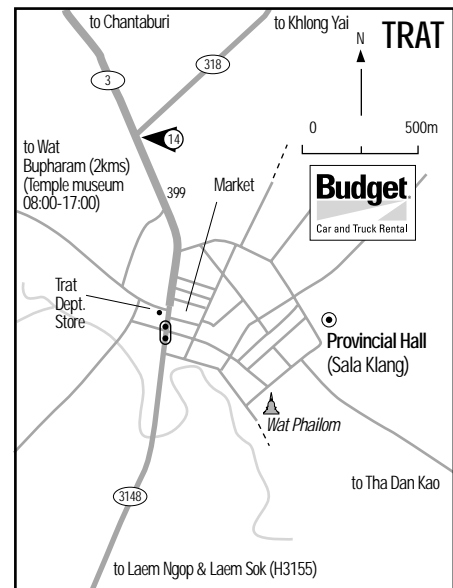 to Chantaburi
to Khlong Yai
TRAT
N
318
3
0 500m
14
to Wat
Bupharam (2kms)
(Temple museum
08:00-17:00)
399
Market
Budget.
Car and Truck Rental
Trat
Dept.
Store
Provincial Hall
(Sala Klang)
Wat Phailom
to Tha Dan Kao
3148
to Laem Ngop & Laem Sok (H3155)